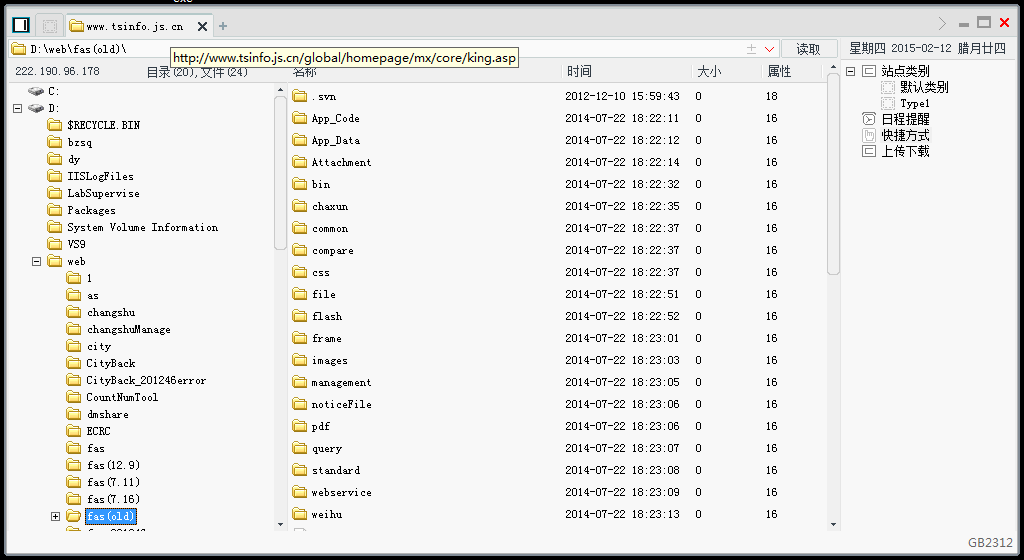 www.tsinfo.js.cn
D:\web\fas(old)\
读取
星期四 2015-02-12 腊月廿四
http://www.tsinfo.js.cn/global/homepage/mx/core/king.asp
222.190.96.178
目录(20),文件(24)
名称 时间 大小 属性
C:
D:
$RECYCLE.BIN
bzsq
dy
IISLogFiles
LabSupervise
Packages
System Volume Information
VS9
web
1
as
changshu
changshuManage
city
CityBack
CityBack_201246error
CountNumTool
dmshare
ECRC
fas
fas(12.9)
fas(7.11)
fas(7.16)
fas(old)
.svn 2012-12-10 15:59:43 0 18
App_Code 2014-07-22 18:22:11 0 16
App_Data 2014-07-22 18:22:12 0 16
Attachment 2014-07-22 18:22:14 0 16
bin 2014-07-22 18:22:32 0 16
chaxun 2014-07-22 18:22:35 0 16
common 2014-07-22 18:22:37 0 16
compare 2014-07-22 18:22:37 0 16
css 2014-07-22 18:22:37 0 16
file 2014-07-22 18:22:51 0 16
flash 2014-07-22 18:22:52 0 16
frame 2014-07-22 18:23:01 0 16
images 2014-07-22 18:23:03 0 16
management 2014-07-22 18:23:05 0 16
noticeFile 2014-07-22 18:23:06 0 16
pdf 2014-07-22 18:23:06 0 16
query 2014-07-22 18:23:07 0 16
standard 2014-07-22 18:23:08 0 16
webservice 2014-07-22 18:23:09 0 16
weihu 2014-07-22 18:23:13 0 16
站点类别
默认类别
Type1
日程提醒
快捷方式
上传下载
GB2312